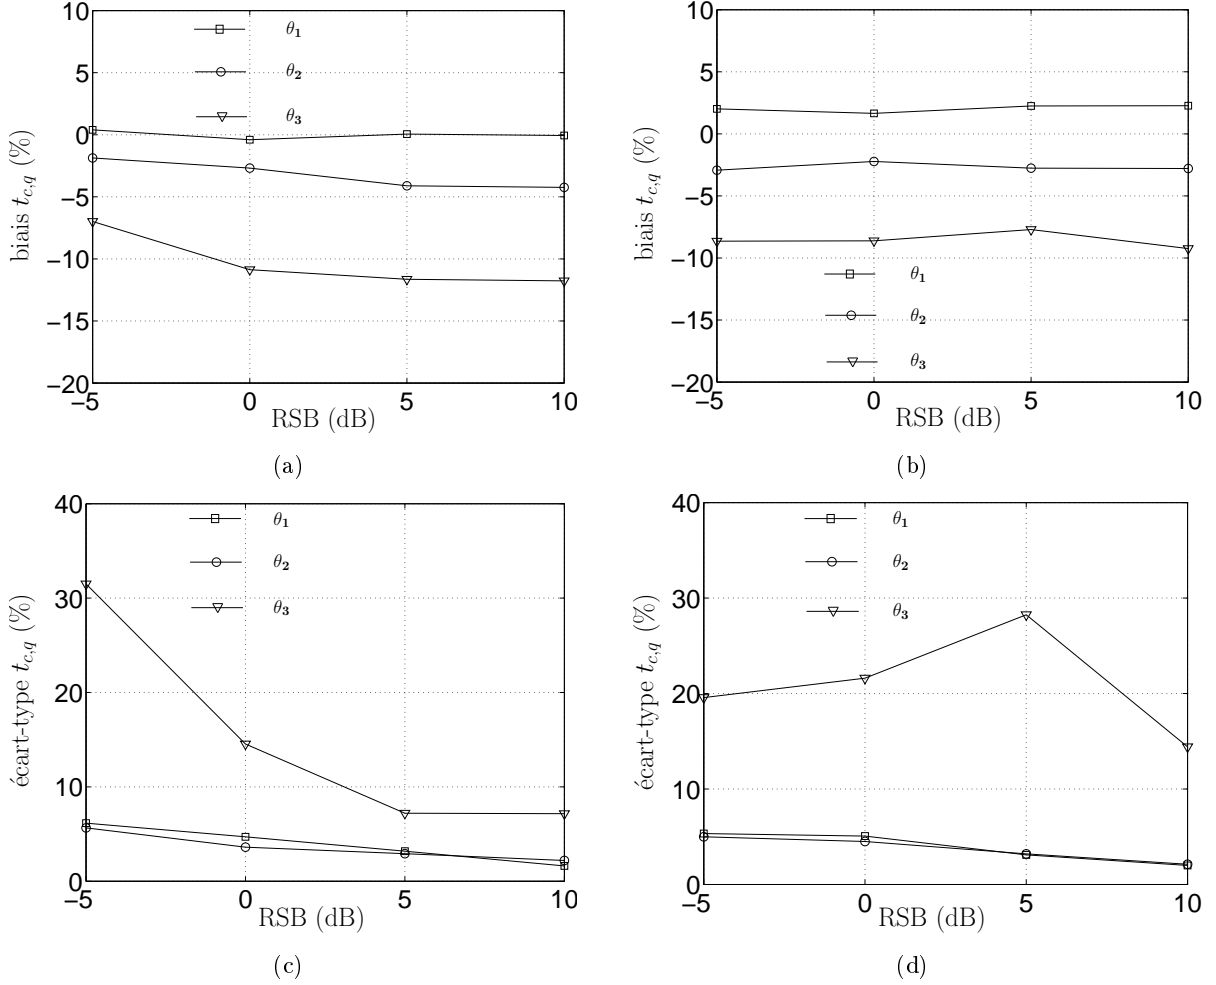 10
5
0
−5
−10
−15
−20
−5 0 5 10
biais t_{c,q} (%)
RSB (dB)
θ₁
θ₂
θ₃
(a)
10
5
0
−5
−10
−15
−20
−5 0 5 10
biais t_{c,q} (%)
RSB (dB)
θ₁
θ₂
θ₃
(b)
40
30
20
10
0
−5 0 5 10
écart-type t_{c,q} (%)
RSB (dB)
θ₁
θ₂
θ₃
(c)
40
30
20
10
0
−5 0 5 10
écart-type t_{c,q} (%)
RSB (dB)
θ₁
θ₂
θ₃
(d)